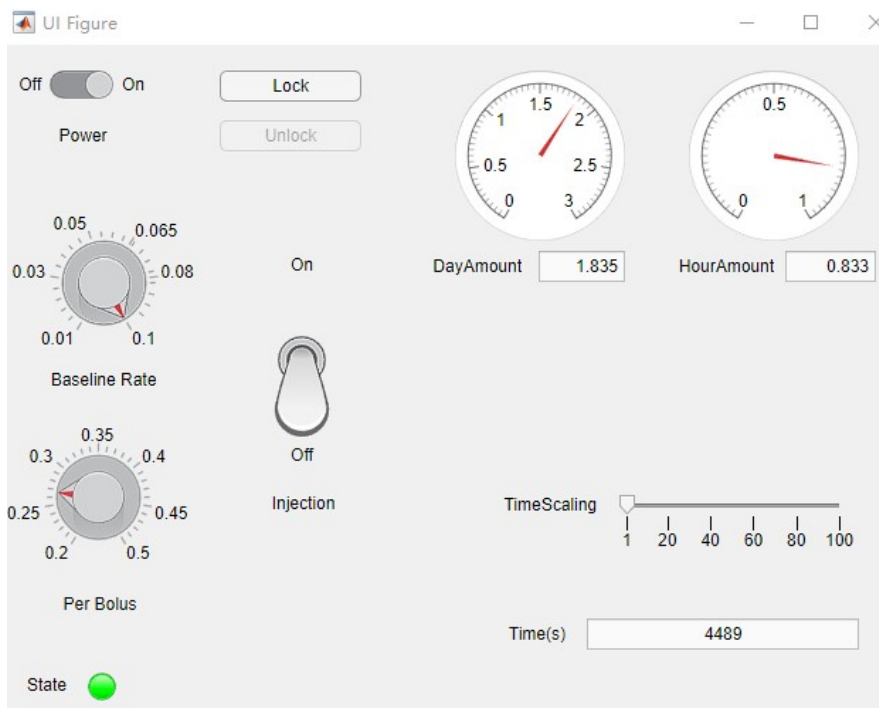 UI Figure
Off On
Lock
Power
Unlock
0 0.5 1 1.5 2 2.5 3
0 0.5 1
DayAmount 1.835
HourAmount 0.833
0.01 0.03 0.05 0.065 0.08 0.1
Baseline Rate
On
Off
Injection
0.2 0.25 0.3 0.35 0.4 0.45 0.5
Per Bolus
TimeScaling
1 20 40 60 80 100
Time(s) 4489
State